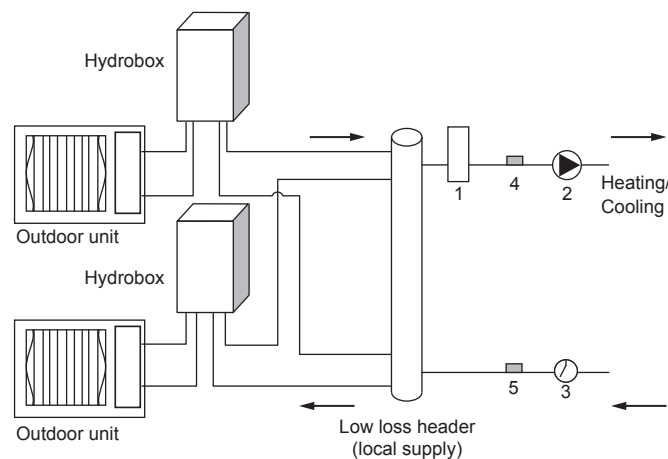 Hydrobox
Outdoor unit
Hydrobox
Outdoor unit
1
4
2
Heating/
Cooling
5
3
Low loss header
(local supply)